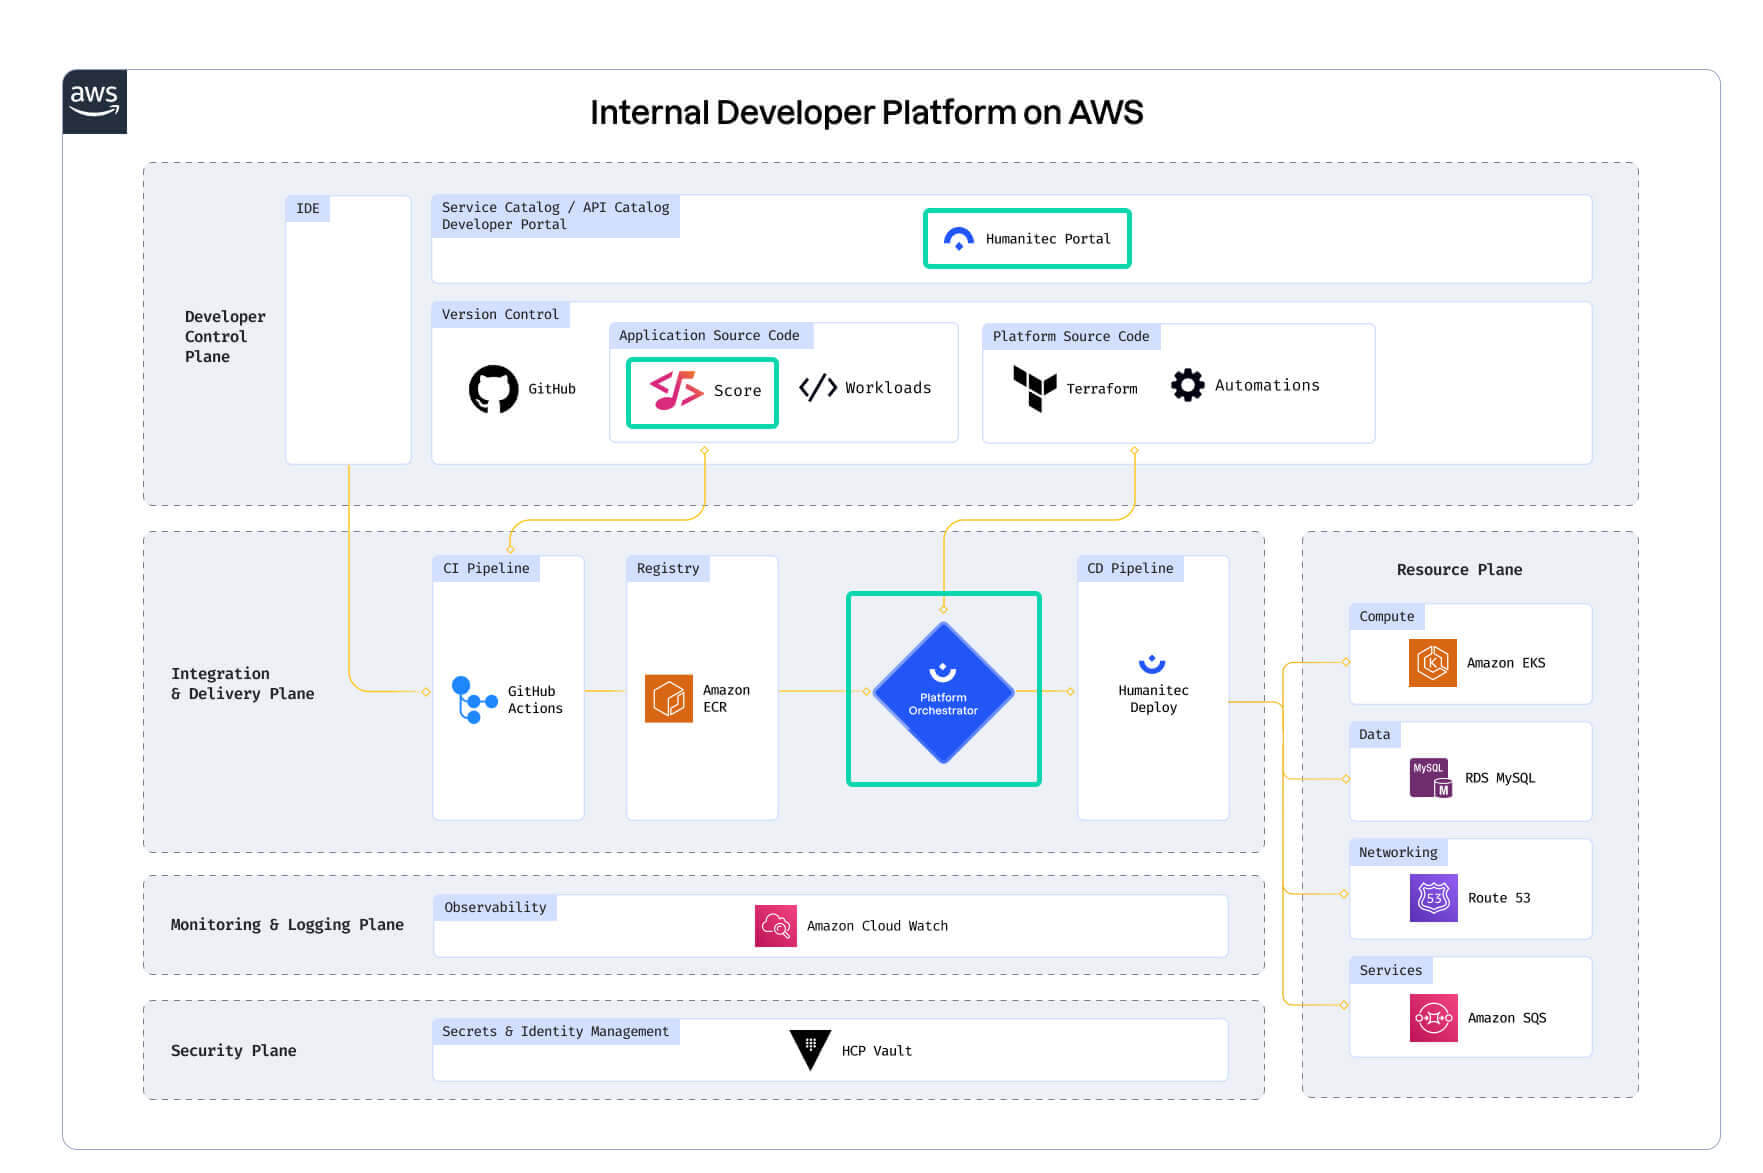 aws
Internal Developer Platform on AWS
Developer
Control
Plane
IDE
Service Catalog / API Catalog
Developer Portal
Humanitec Portal
Version Control
GitHub
Application Source Code
Score
Workloads
Platform Source Code
Terraform
Automations
Integration
& Delivery Plane
CI Pipeline
GitHub
Actions
Registry
Amazon
ECR
Platform
Orchestrator
CD Pipeline
Humanitec
Deploy
Resource Plane
Compute
K
Amazon EKS
Data
MySQL
M
RDS MySQL
Networking
53
Route 53
Services
Amazon SQS
Monitoring & Logging Plane
Observability
Amazon Cloud Watch
Security Plane
Secrets & Identity Management
HCP Vault